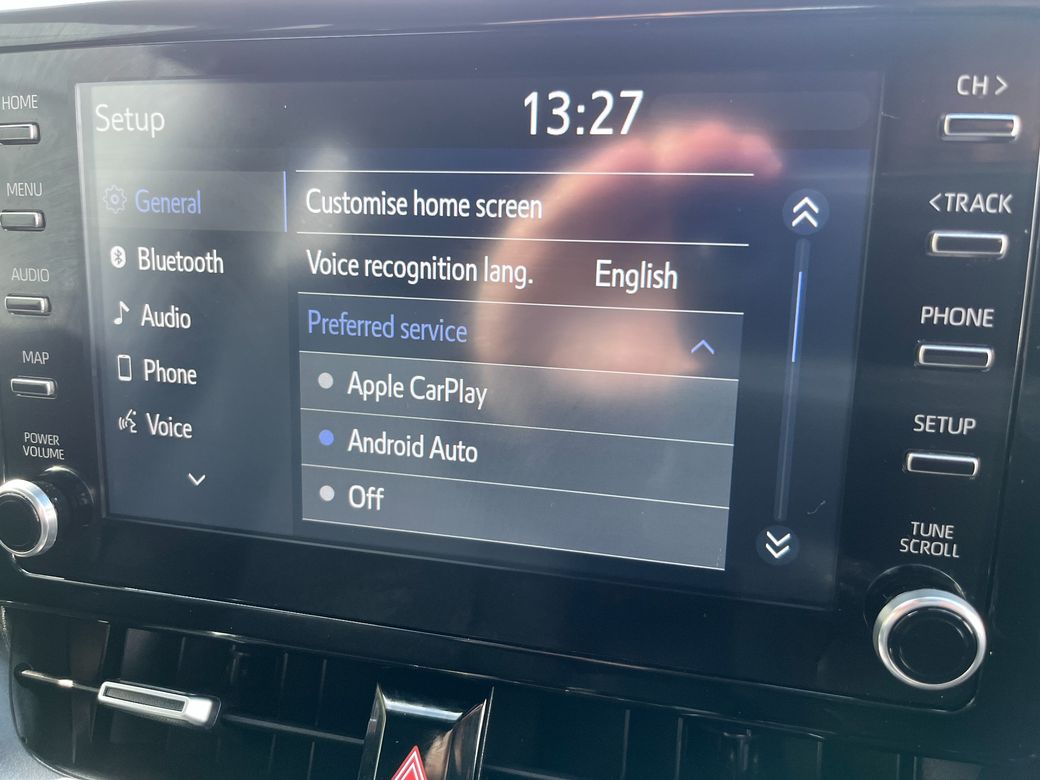 HOME
MENU
AUDIO
MAP
POWER
VOLUME
Setup
13:27
General
Bluetooth
Audio
Phone
Voice
Customise home screen
Voice recognition lang. English
Preferred service
Apple CarPlay
Android Auto
Off
CH >
<TRACK
PHONE
SETUP
TUNE
SCROLL